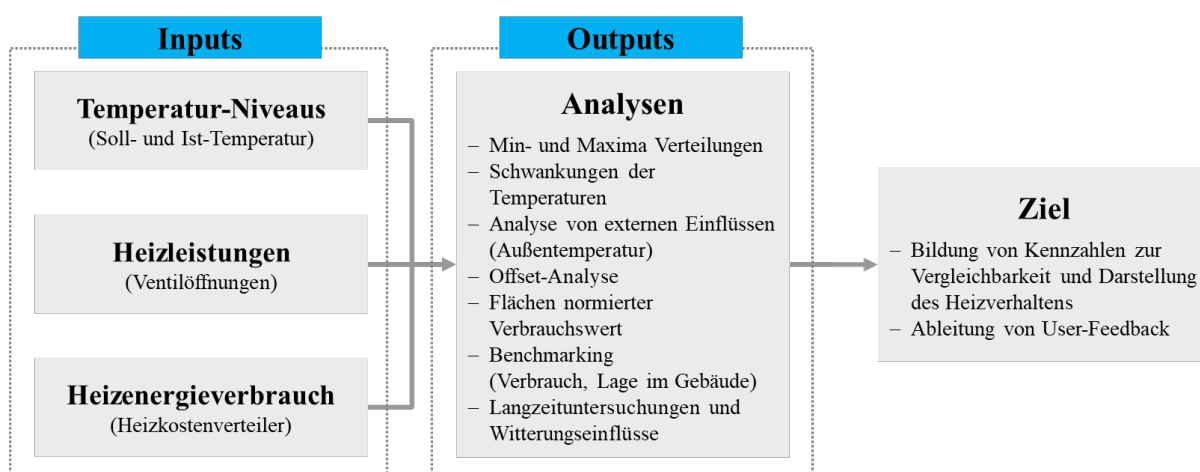 Inputs
Temperatur-Niveaus
(Soll- und Ist-Temperatur)
Heizleistungen
(Ventilöffnungen)
Heizenergieverbrauch
(Heizkostenverteiler)
Outputs
Analysen
– Min- und Maxima Verteilungen
– Schwankungen der
Temperaturen
– Analyse von externen Einflüssen
(Außentemperatur)
– Offset-Analyse
– Flächen normierter
Verbrauchswert
– Benchmarking
(Verbrauch, Lage im Gebäude)
– Langzeituntersuchungen und
Witterungseinflüsse
Ziel
– Bildung von Kennzahlen zur
Vergleichbarkeit und Darstellung
des Heizverhaltens
– Ableitung von User-Feedback